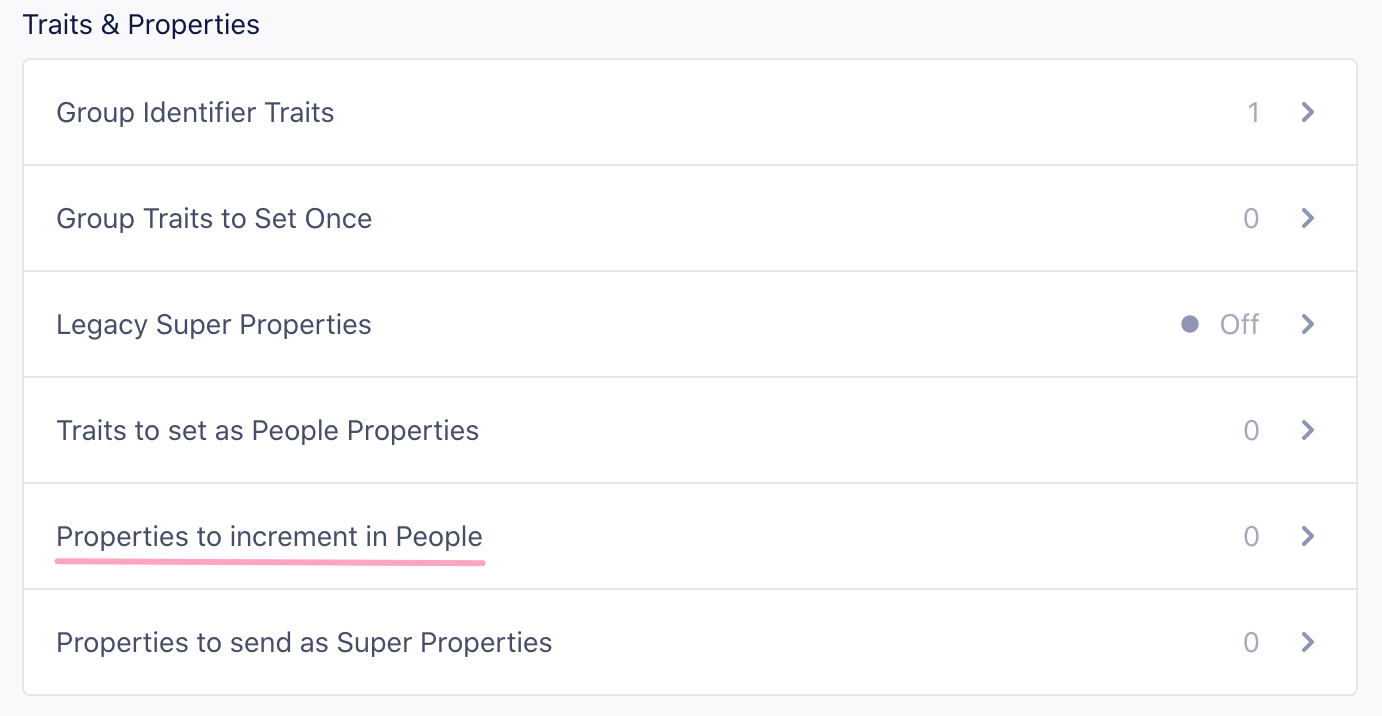 Traits & Properties
Group Identifier Traits 1
Group Traits to Set Once 0
Legacy Super Properties Off
Traits to set as People Properties 0
Properties to increment in People 0
Properties to send as Super Properties 0